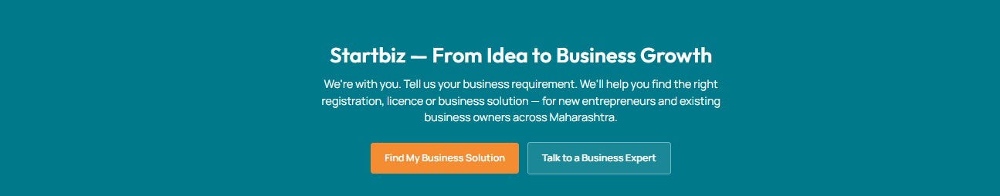 Startbiz — From Idea to Business Growth
We're with you. Tell us your business requirement. We'll help you find the right
registration, licence or business solution — for new entrepreneurs and existing
business owners across Maharashtra.
Find My Business Solution
Talk to a Business Expert